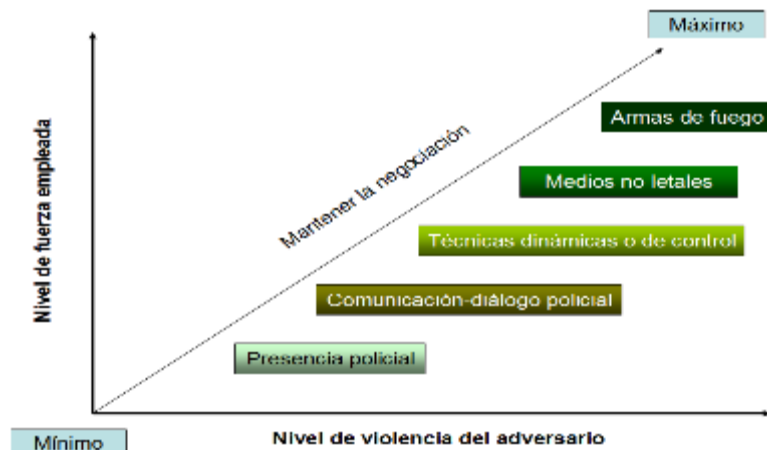 Máximo
Armas de fuego
Medios no letales
Mantener la negociación
Técnicas dinámicas o de control
Comunicación-diálogo policial
Presencia policial
Nivel de fuerza empleada
Mínimo
Nivel de violencia del adversario